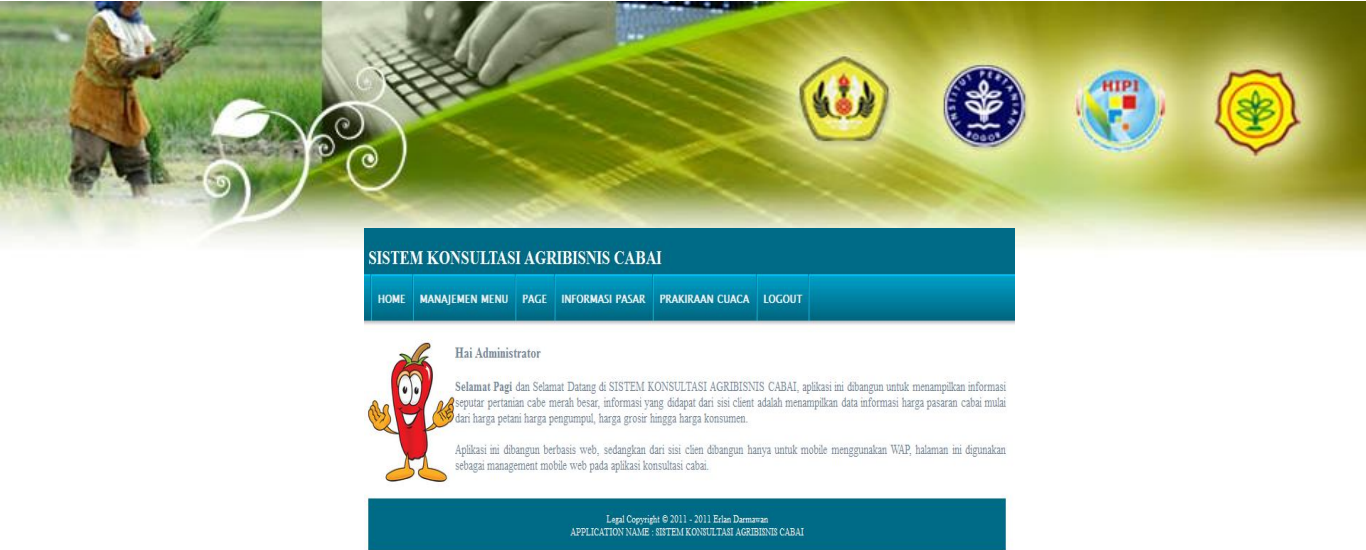 INSTITUT PERTANIAN
BOGOR
HIPI
SISTEM KONSULTASI AGRIBISNIS CABAI
HOME MANAJEMEN MENU PAGE INFORMASI PASAR PRAKIRAAN CUACA LOGOUT
Hai Administrator
Selamat Pagi dan Selamat Datang di SISTEM KONSULTASI AGRIBISNIS CABAI, aplikasi ini dibangun untuk menampilkan informasi
seputar pertanian cabe merah besar, informasi yang didapat dari sisi client adalah menampilkan data informasi harga pasaran cabai mulai
dari harga petani harga pengumpul, harga grosir hingga harga konsumen.
Aplikasi ini dibangun berbasis web, sedangkan dari sisi clien dibangun hanya untuk mobile menggunakan WAP, halaman ini digunakan
sebagai management mobile web pada aplikasi konsultasi cabai.
Legal Copyright © 2011 - 2011 Erlan Darmawan
APPLICATION NAME : SISTEM KONSULTASI AGRIBISNIS CABAI